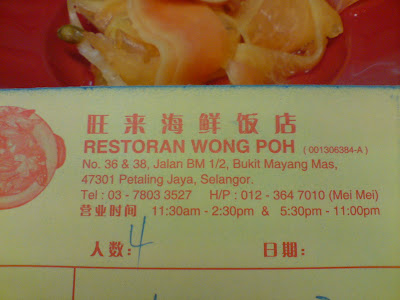 旺来海鲜饭店
RESTORAN WONG POH ( 001306384-A )
No. 36 & 38, Jalan BM 1/2, Bukit Mayang Mas,
47301 Petaling Jaya, Selangor.
Tel : 03 - 7803 3527 H/P : 012 - 364 7010 (Mei Mei)
营业时间 11:30am - 2:30pm & 5:30pm - 11:00pm
人数: 4 日期: